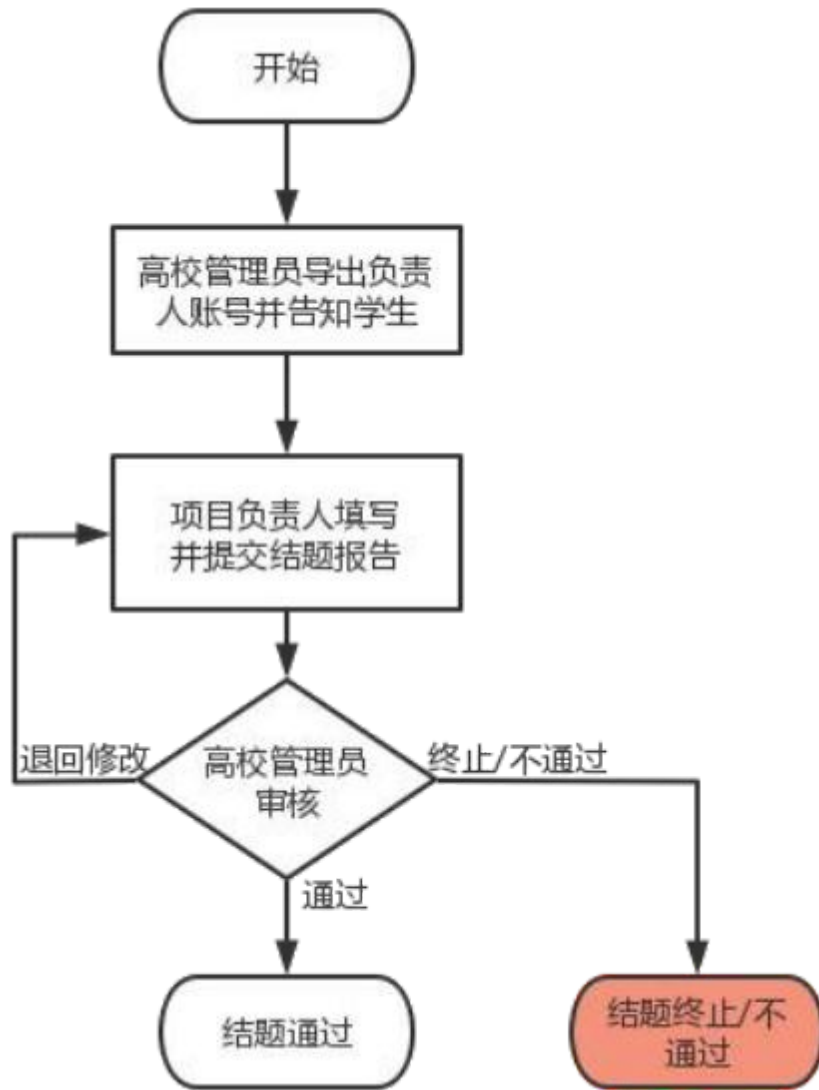 开始
高校管理员导出负责
人账号并告知学生
项目负责人填写
并提交结题报告
退回修改
高校管理员
审核
终止/不通过
通过
结题通过
结题终止/不
通过